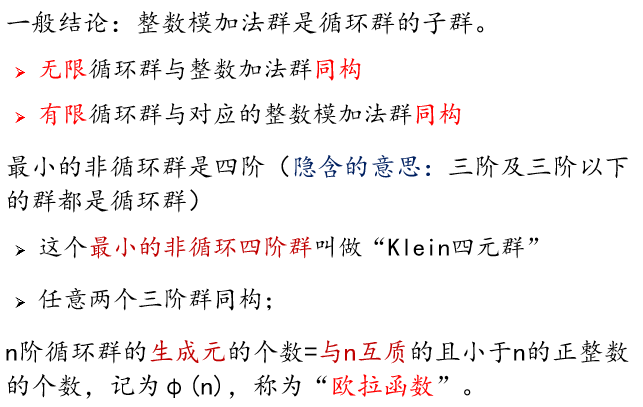 一般结论：整数模加法群是循环群的子群。
➢ 无限循环群与整数加法群同构
➢ 有限循环群与对应的整数模加法群同构
最小的非循环群是四阶（隐含的意思：三阶及三阶以下
的群都是循环群）
➢ 这个最小的非循环四阶群叫做“Klein四元群”
➢ 任意两个三阶群同构；
n阶循环群的生成元的个数=与n互质的且小于n的正整数
的个数，记为φ(n)，称为“欧拉函数”。